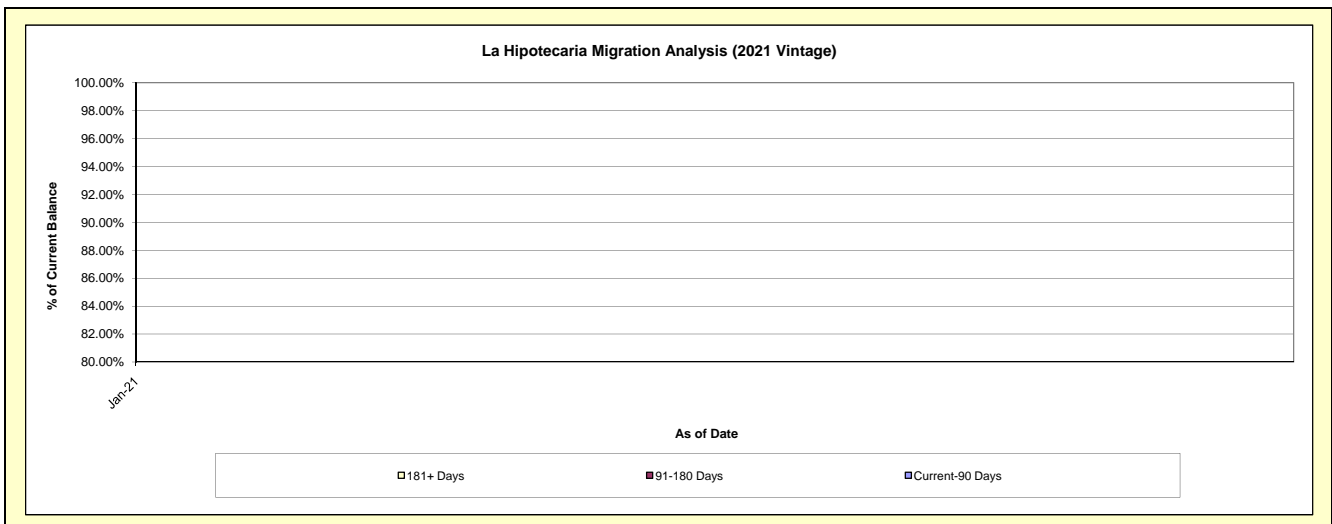 La Hipotecaria Migration Analysis (2021 Vintage)
% of Current Balance
100.00%
98.00%
96.00%
94.00%
92.00%
90.00%
88.00%
86.00%
84.00%
82.00%
80.00%
Jan-21
As of Date
181+ Days
91-180 Days
Current-90 Days